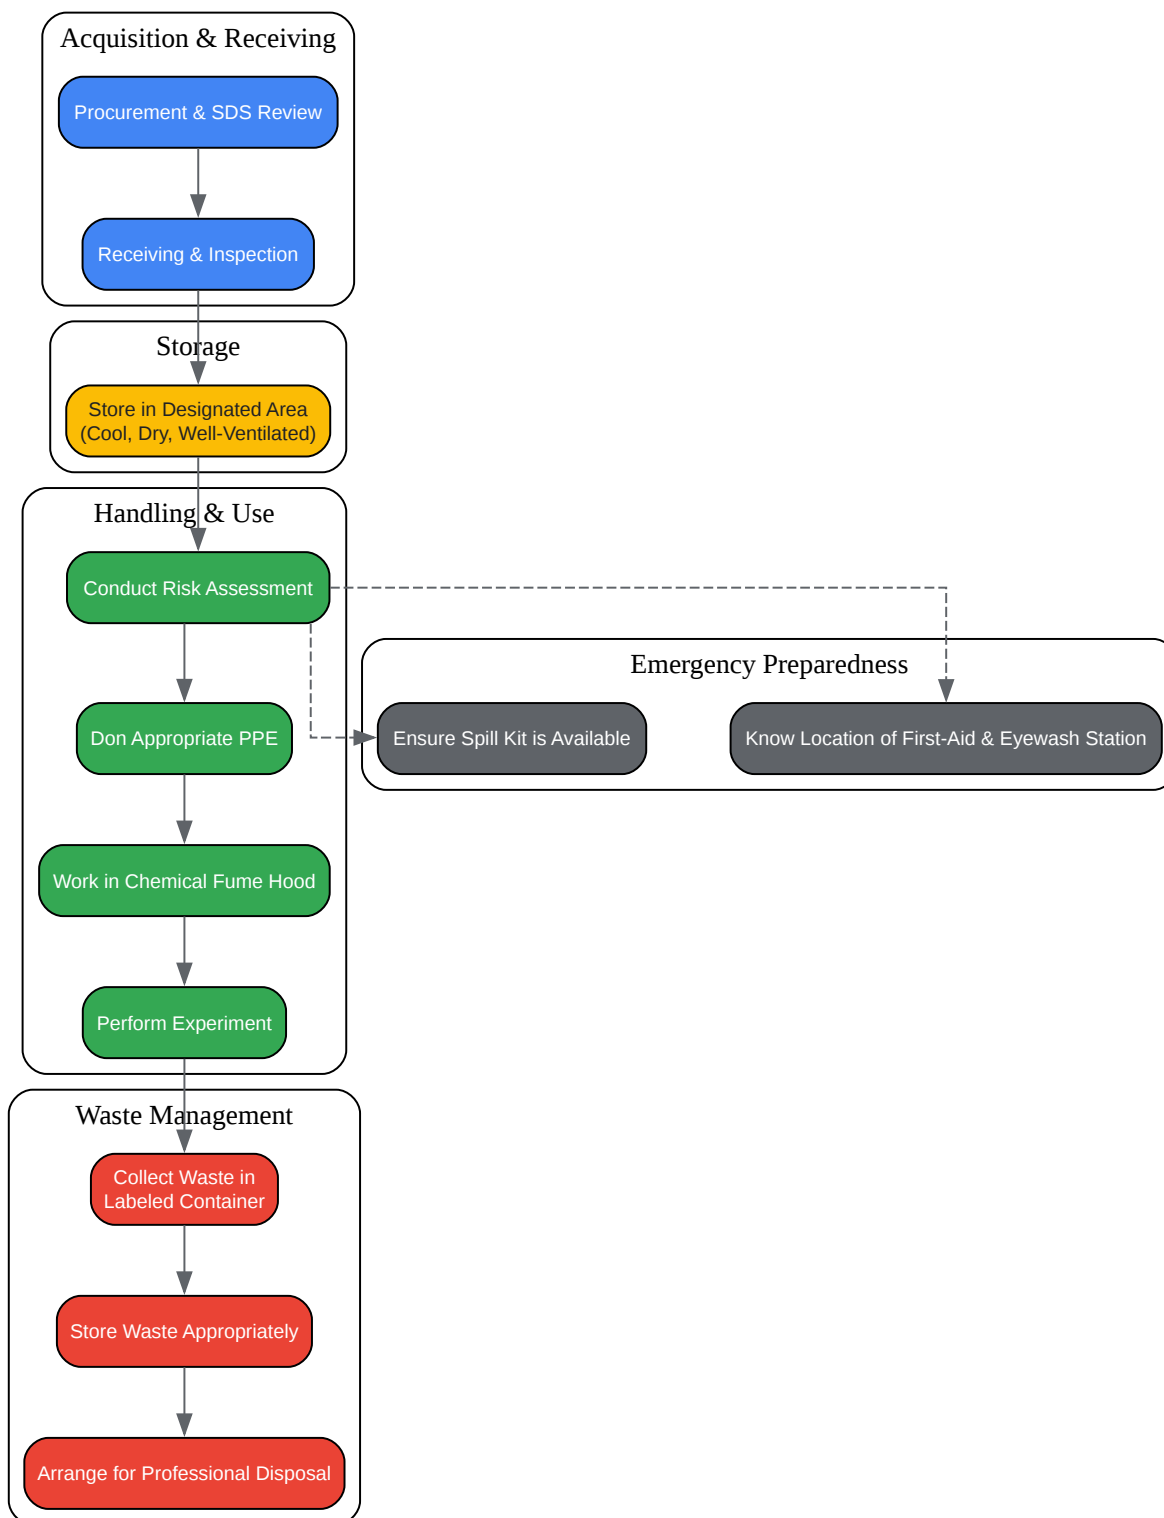 Acquisition & Receiving
Procurement & SDS Review
Receiving & Inspection
Storage
Store in Designated Area
(Cool, Dry, Well-Ventilated)
Handling & Use
Conduct Risk Assessment
Emergency Preparedness
Don Appropriate PPE
Ensure Spill Kit is Available
Know Location of First-Aid & Eyewash Station
Work in Chemical Fume Hood
Perform Experiment
Waste Management
Collect Waste in
Labeled Container
Store Waste Appropriately
Arrange for Professional Disposal